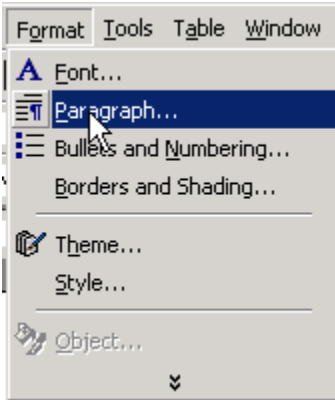 Format Tools Table Window
Font...
Paragraph...
Bullets and Numbering...
Borders and Shading...
Theme...
Style...
Object...